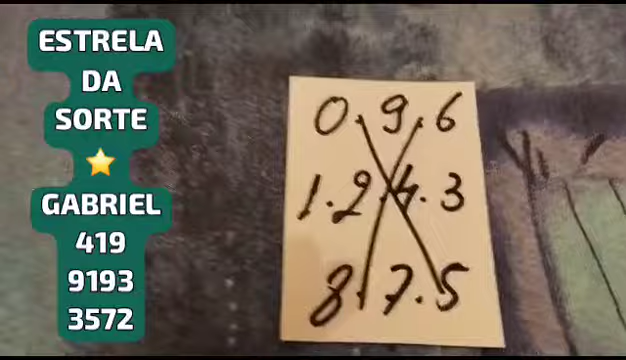 ESTRELA
DA
SORTE
⭐
GABRIEL
419
9193
3572
0.9.6
1.2.4.3
8.7.5